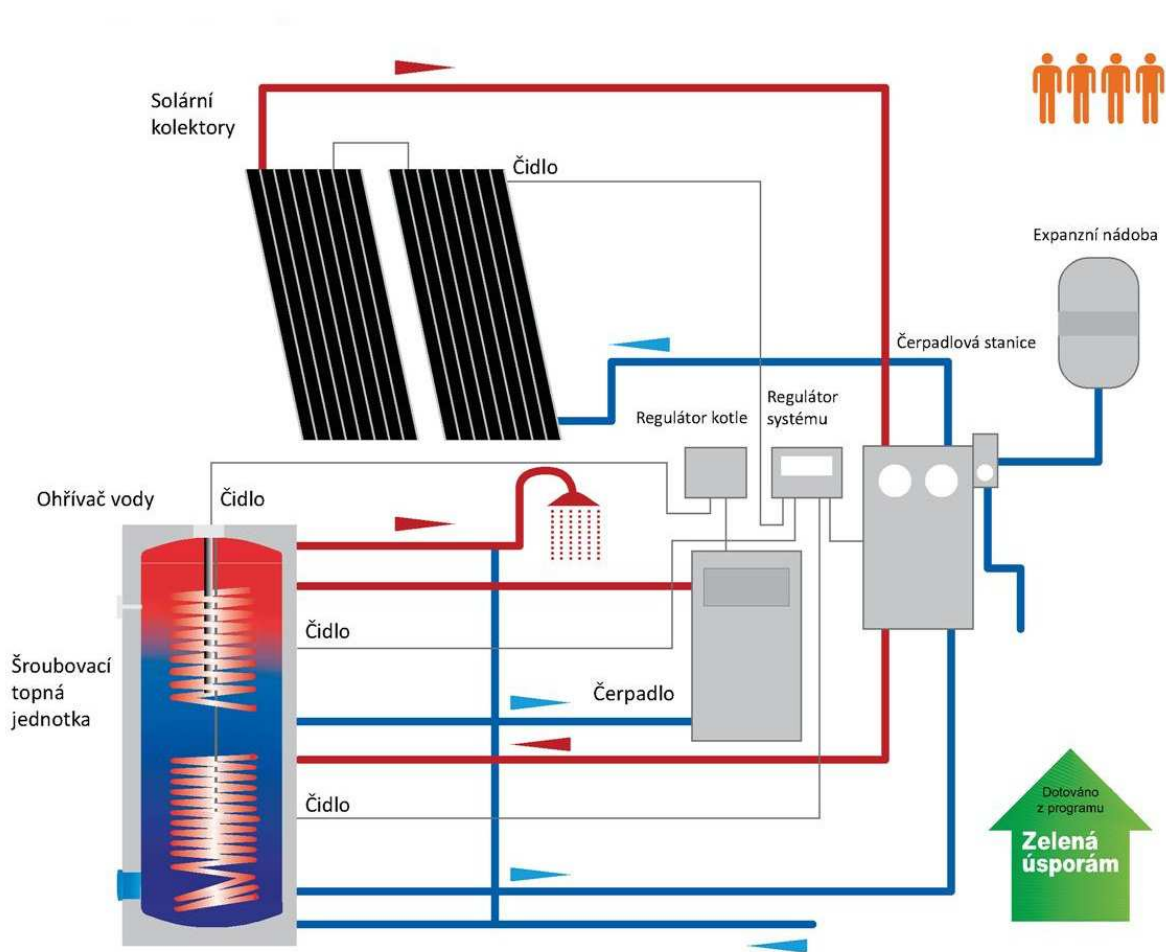 Solární
kolektory
Čidlo
Expanzní nádoba
Čerpadlová stanice
Regulátor kotle
Regulátor
systému
Ohřívač vody
Čidlo
Čidlo
Šroubovací
topná
jednotka
Čerpadlo
Čidlo
Dotováno
z programu
Zelená
úsporám